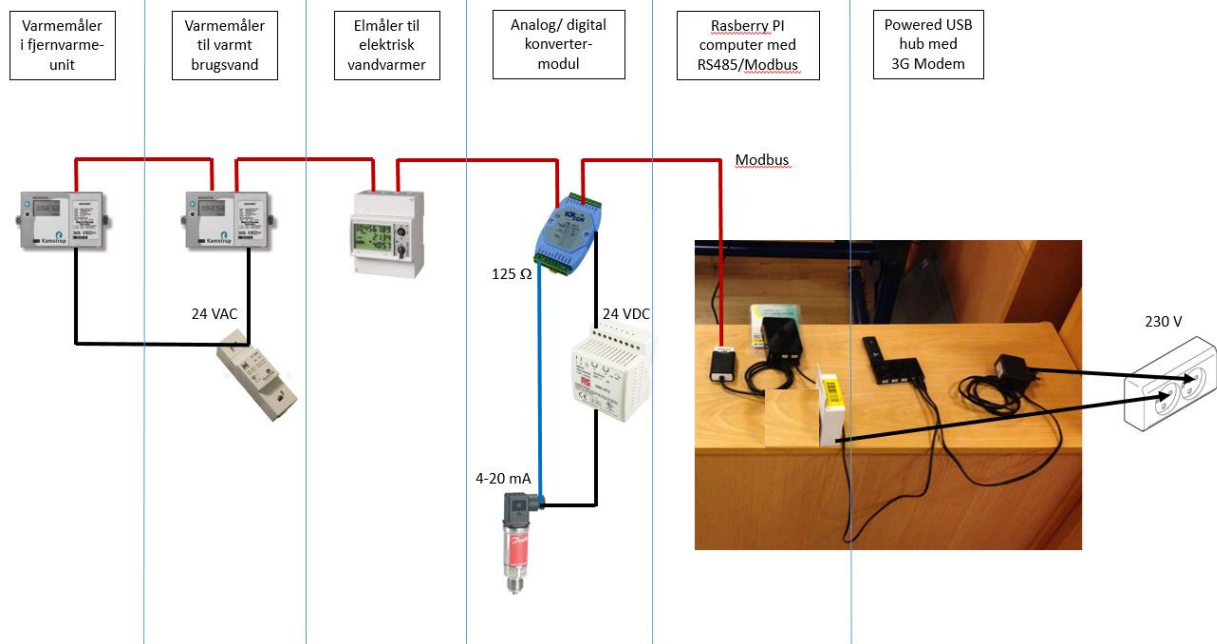 Varmemåler
i fjernvarme-
unit
Varmemåler
til varmt
brugsvand
Elmåler til
elektrisk
vandvarmer
Analog/ digital
konverter-
modul
Rasberry PI
computer med
RS485/Modbus
Powered USB
hub med
3G Modem
Modbus
Kamstrup
Kamstrup
125 Ω
24 VAC
24 VDC
230 V
4-20 mA
Danfoss